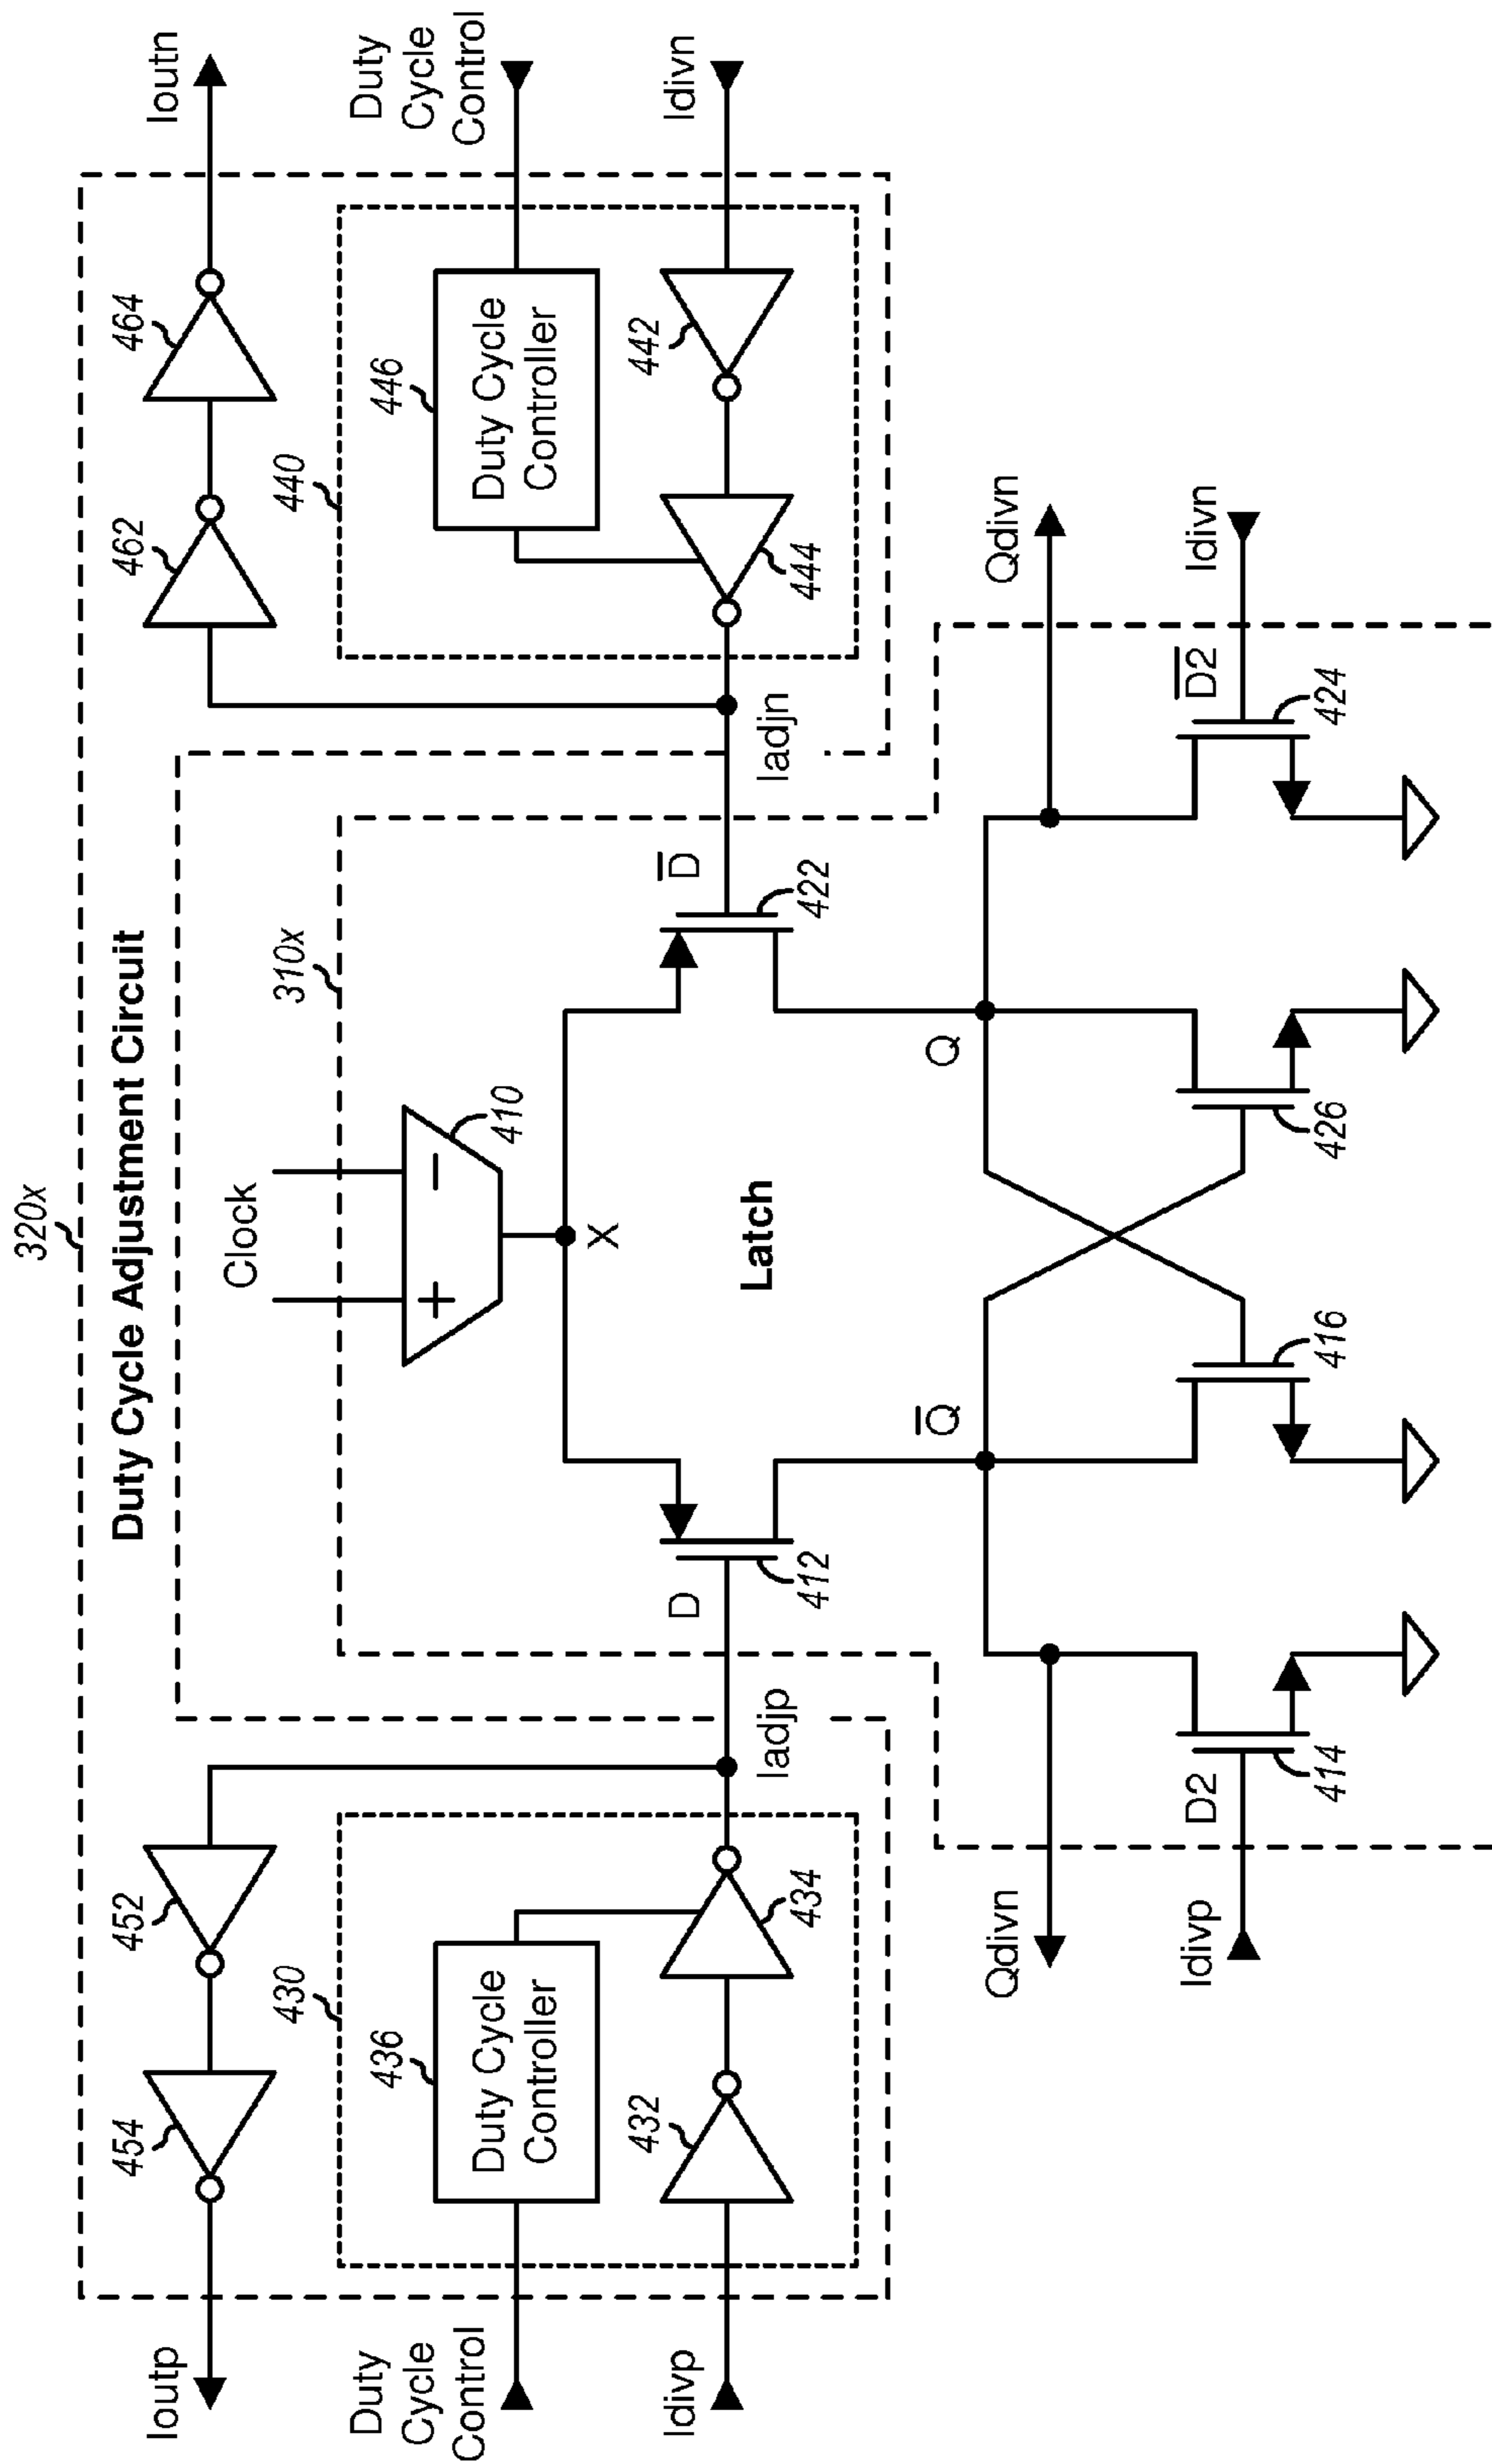 320x
Duty Cycle Adjustment Circuit
Ioutp
454
452
462
464
Ioutn
Clock
310x
430
440
Duty
Cycle
Control
436
Duty Cycle
Controller
+
−
410
446
Duty Cycle
Controller
Duty
Cycle
Control
Idivp
432
434
Iadjp
D
412
X
Latch
D̅
422
Iadjn
444
442
Idivn
Q̅
Q
Qdivn
Qdivn
Idivp
D2
414
416
426
D̅2̅
424
Idivn